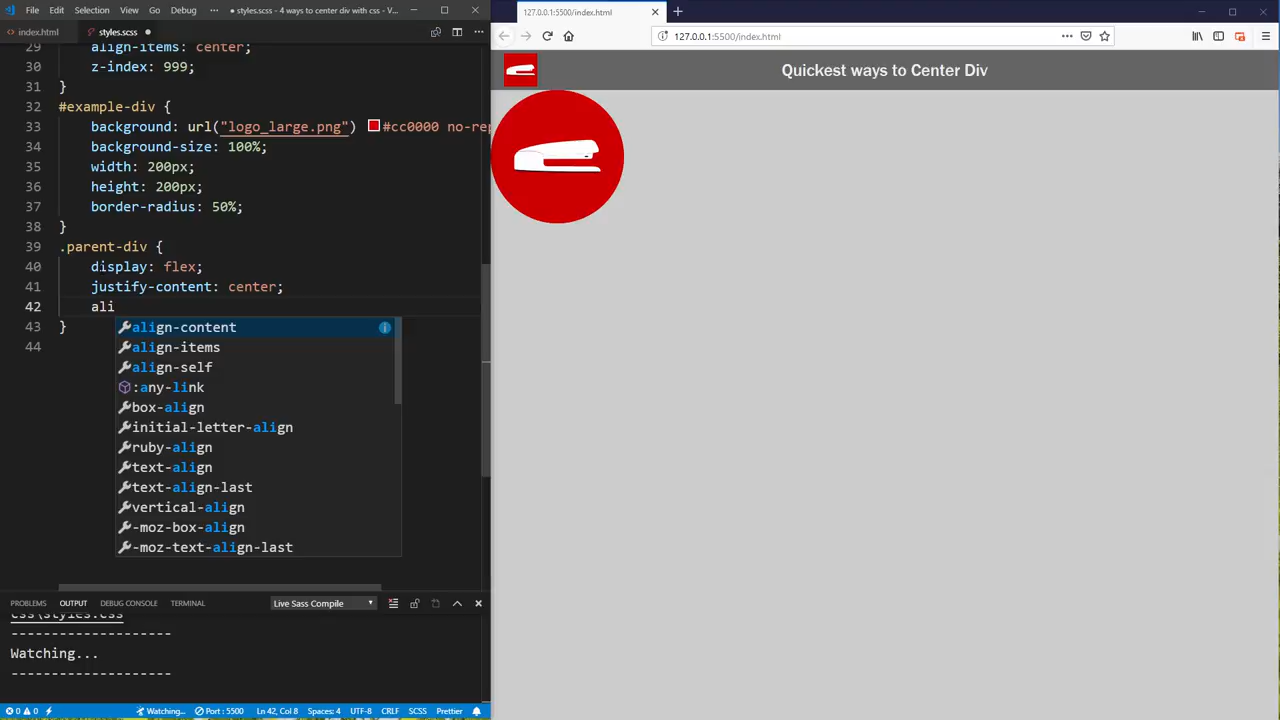 File Edit Selection View Go Debug ··· ● styles.scss - 4 ways to center div with css - V...
index.html styles.scss ●
29 align-items: center;
30 z-index: 999;
31 }
32 #example-div {
33 background: url("logo_large.png") #cc0000 no-rep
34 background-size: 100%;
35 width: 200px;
36 height: 200px;
37 border-radius: 50%;
38 }
39 .parent-div {
40 display: flex;
41 justify-content: center;
42 ali
43 }
44
align-content
align-items
align-self
:any-link
box-align
initial-letter-align
ruby-align
text-align
text-align-last
vertical-align
-moz-box-align
-moz-text-align-last
PROBLEMS OUTPUT DEBUG CONSOLE TERMINAL Live Sass Compile
css\styles.css
--------------------
Watching...
--------------------
0 0 Watching... Port : 5500 Ln 42, Col 8 Spaces: 4 UTF-8 CRLF SCSS Prettier
127.0.0.1:5500/index.html
127.0.0.1:5500/index.html
Quickest ways to Center Div